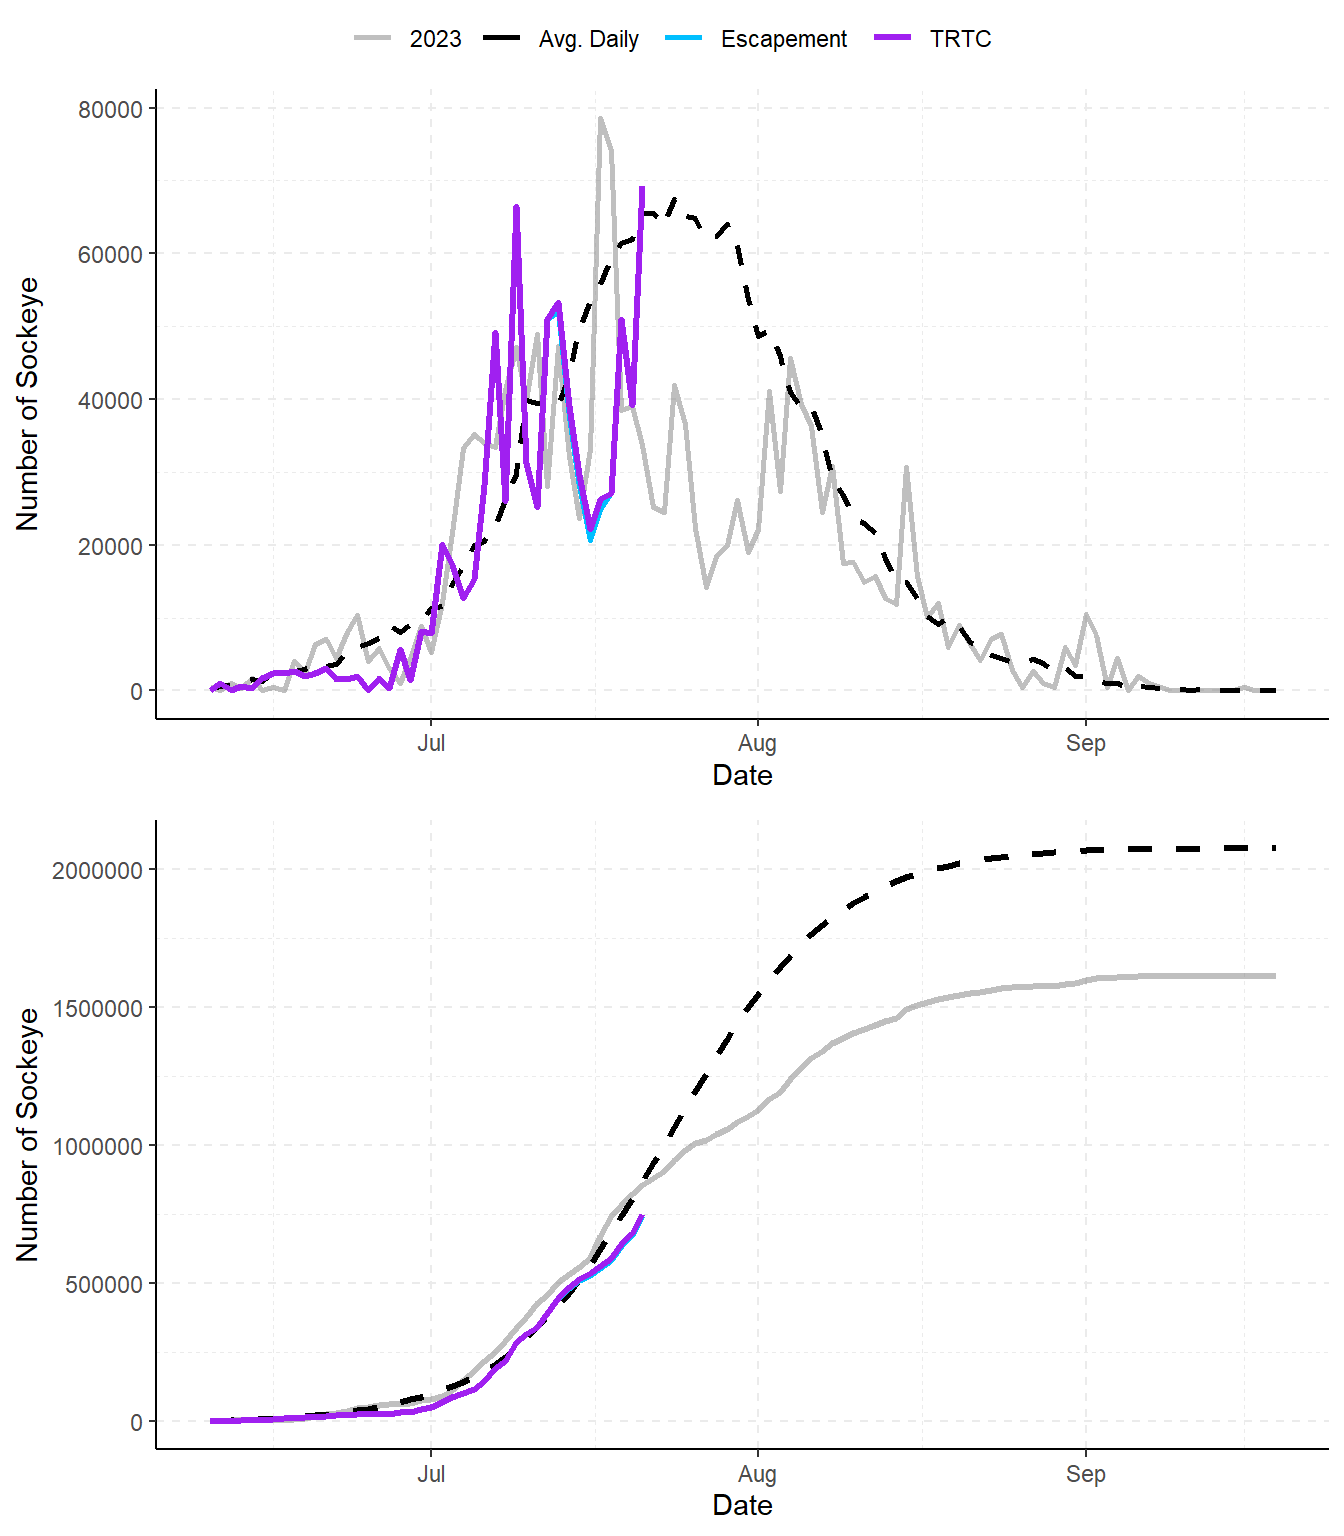 2023 Avg. Daily Escapement TRTC
80000
60000
40000
20000
0
Number of Sockeye
Jul Aug Sep
Date
2000000
1500000
1000000
500000
0
Number of Sockeye
Jul Aug Sep
Date